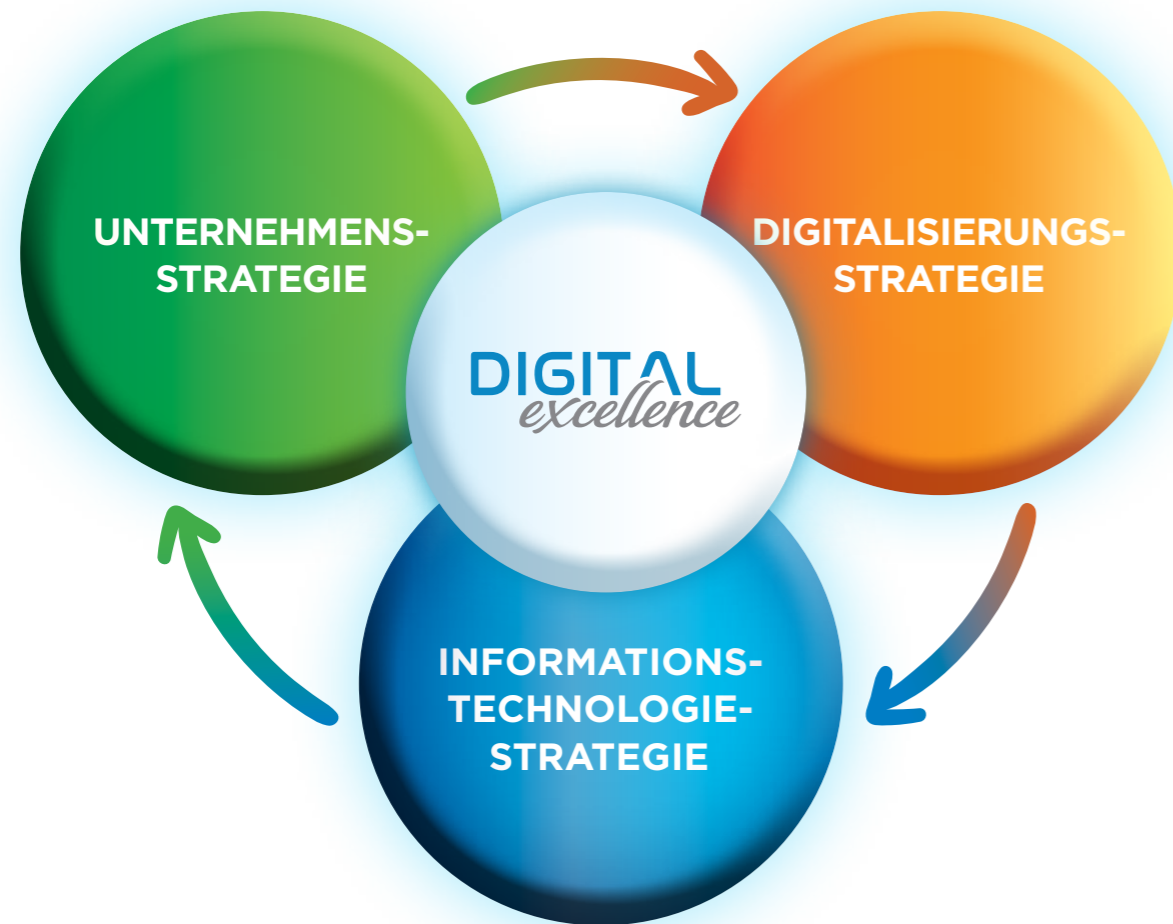 UNTERNEHMENS-
STRATEGIE
DIGITALISIERUNGS-
STRATEGIE
DIGITAL
excellence
INFORMATIONS-
TECHNOLOGIE-
STRATEGIE